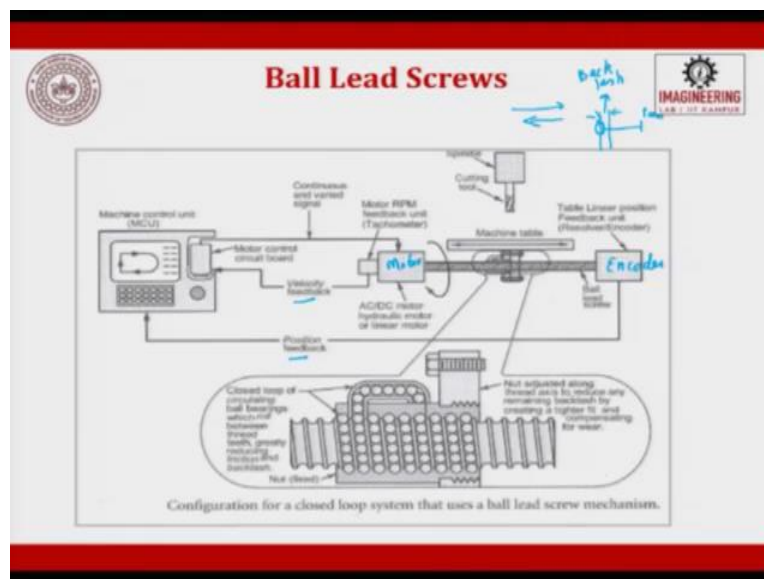 Ball Lead Screws
Back
lash
IMAGINEERING
LAB / IIT KANPUR
Spindle
Cutting
tool
Continuous
and varied
signal
Motor RPM
feedback unit
(Tachometer)
Table Linear position
Feedback unit
(Resolver/Encoder)
Machine control unit
(MCU)
Machine table
Motor control
circuit board
Motor
Encoder
Velocity
feedback
AC/DC motor
hydraulic motor
or linear motor
Ball
lead
screw
Position
feedback
Closed loop of
circulating
ball bearings
which
between
thread
teeth, greatly
reducing
friction and
backlash.
Nut (fixed)
Nut adjusted along
thread axis to reduce any
remaining backlash by
creating a tighter fit and
compensating
for wear.
Configuration for a closed loop system that uses a ball lead screw mechanism.